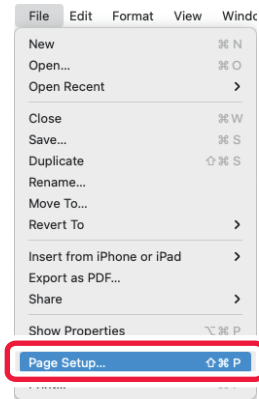 File Edit Format View
New ⌘ N
Open... ⌘ O
Open Recent >
Close ⌘ W
Save... ⌘ S
Duplicate ⇧ ⌘ S
Rename...
Move To...
Revert To >
Insert from iPhone or iPad >
Export as PDF...
Share >
Show Properties ⌥ ⌘ P
Page Setup... ⇧ ⌘ P